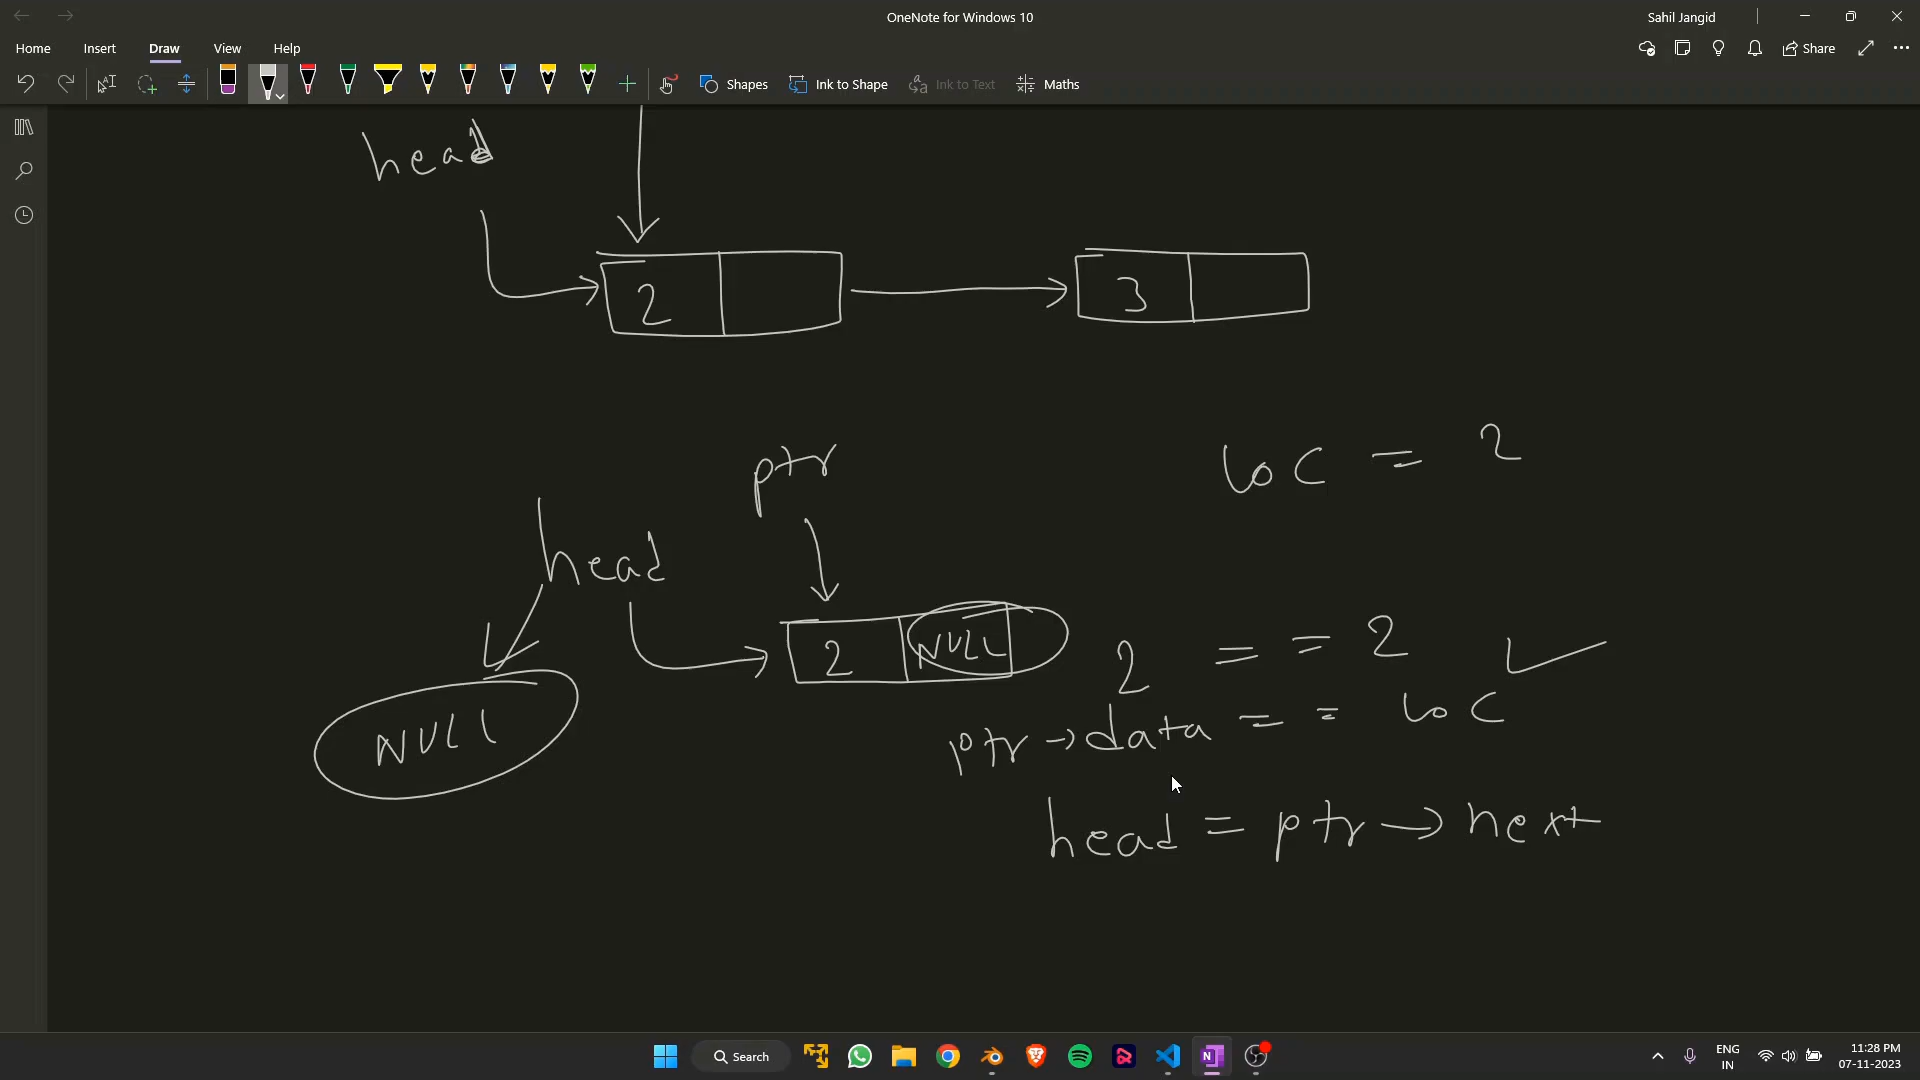 OneNote for Windows 10
Sahil Jangid
Home Insert Draw View Help
Share
Shapes Ink to Shape Ink to Text Maths
head
2 3
ptr
loc = 2
head
2 NULL
2 = = 2
NULL
ptr → data = = loc
head = ptr → next
Search
ENG
IN
11:28 PM
07-11-2023